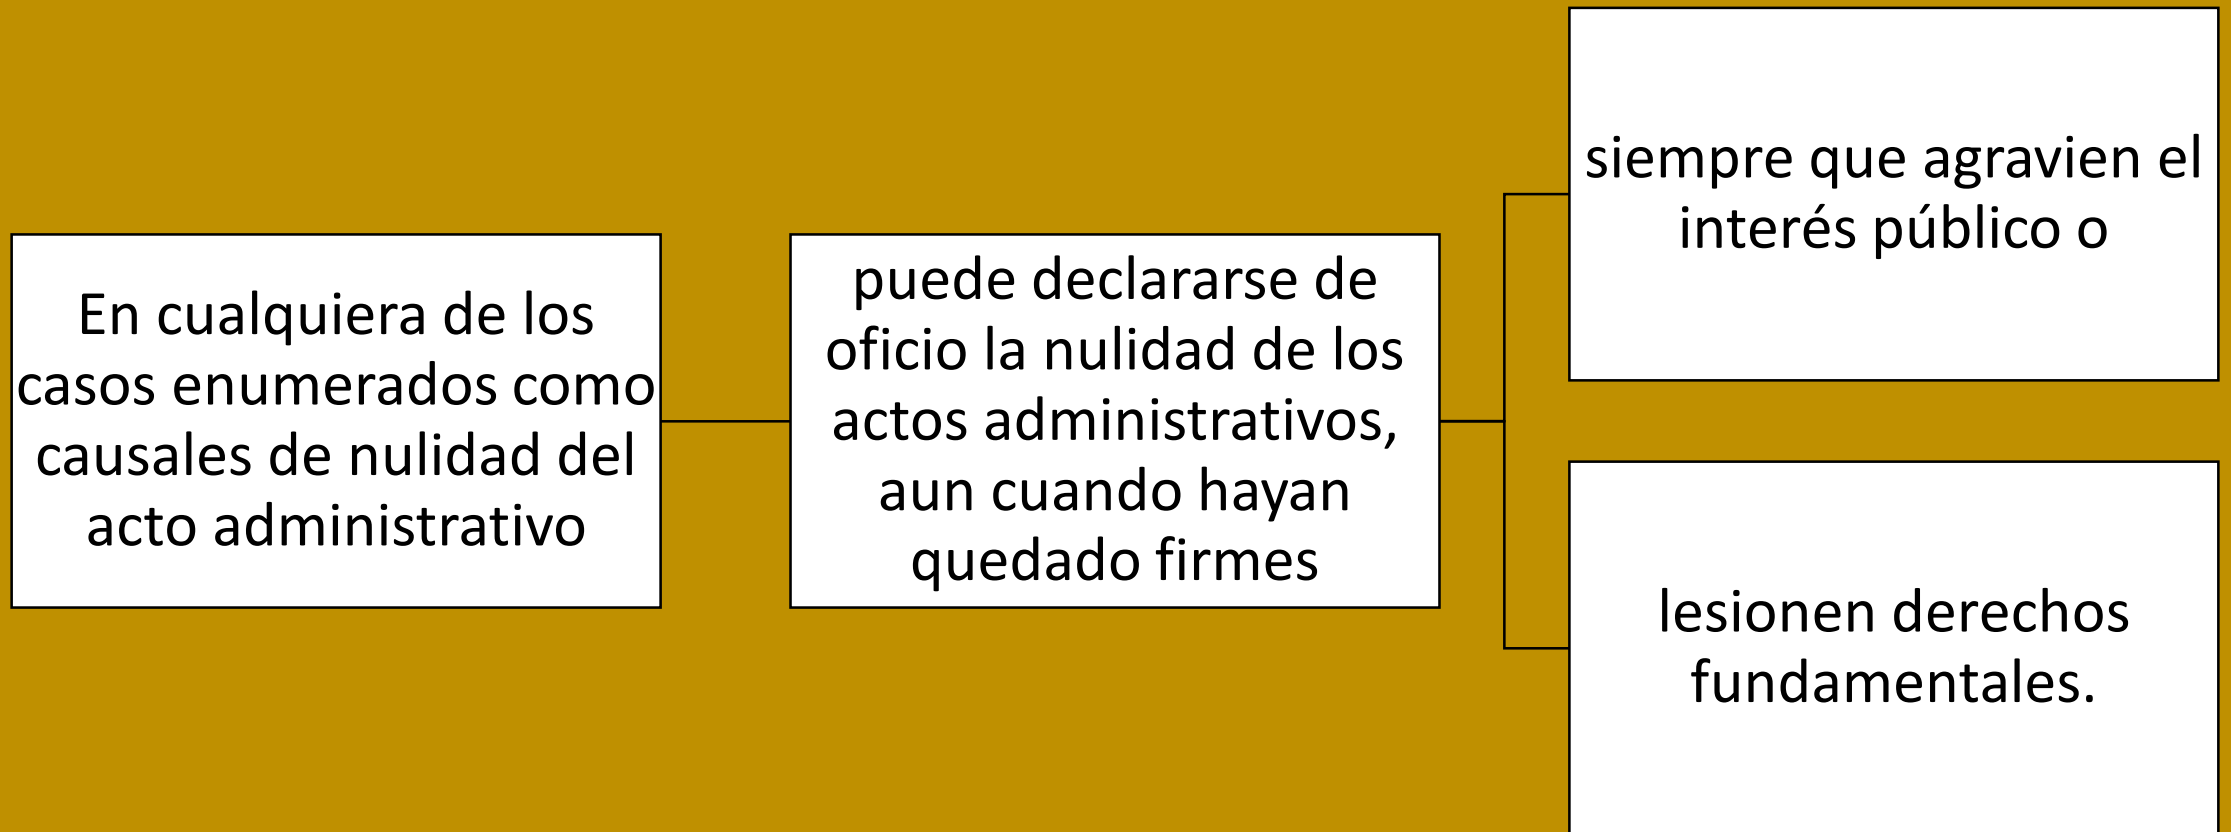 En cualquiera de los
casos enumerados como
causales de nulidad del
acto administrativo
puede declararse de
oficio la nulidad de los
actos administrativos,
aun cuando hayan
quedado firmes
siempre que agravien el
interés público o
lesionen derechos
fundamentales.